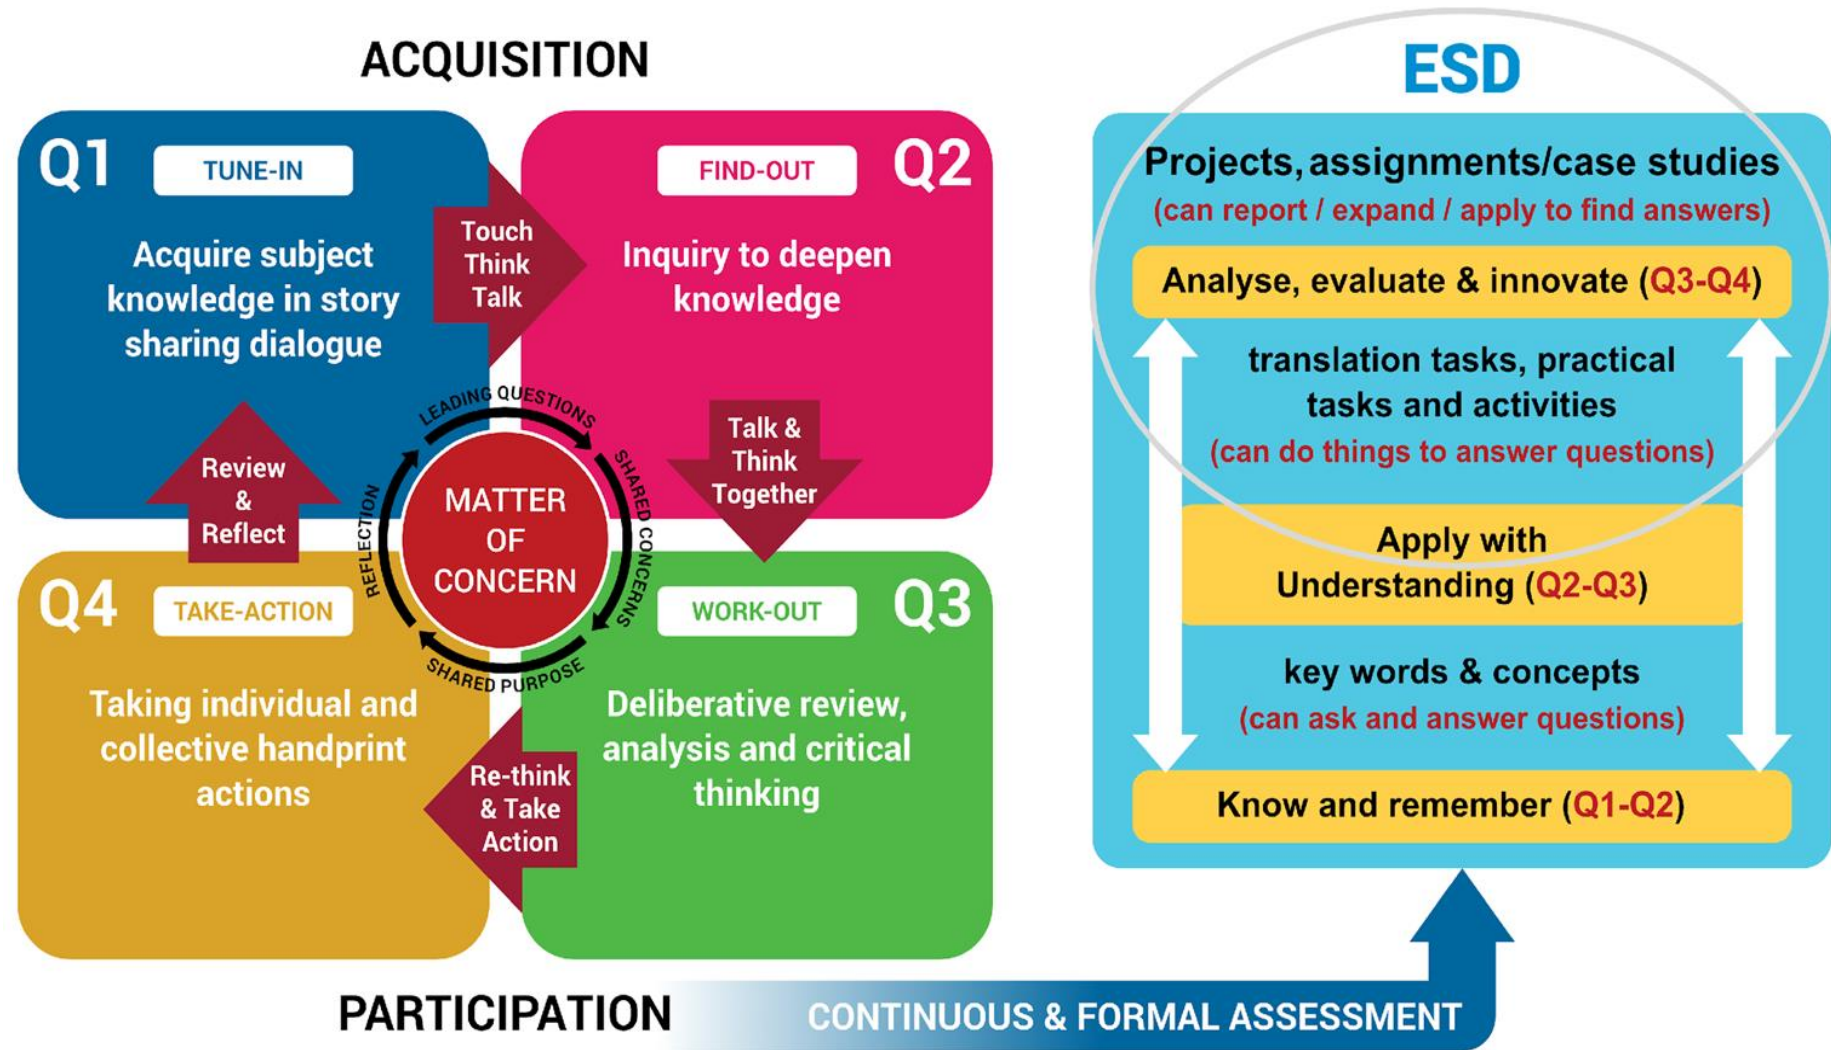 ACQUISITION
Q1
TUNE-IN
Acquire subject
knowledge in story
sharing dialogue
Touch
Think
Talk
FIND-OUT
Q2
Inquiry to deepen
knowledge
Talk &
Think
Together
Review
&
Reflect
LEADING QUESTIONS
SHARED CONCERNS
SHARED PURPOSE
REFLECTION
MATTER
OF
CONCERN
Q4
TAKE-ACTION
Taking individual and
collective handprint
actions
Re-think
& Take
Action
WORK-OUT
Q3
Deliberative review,
analysis and critical
thinking
PARTICIPATION
CONTINUOUS & FORMAL ASSESSMENT
ESD
Projects, assignments/case studies
(can report / expand / apply to find answers)
Analyse, evaluate & innovate (Q3-Q4)
translation tasks, practical
tasks and activities
(can do things to answer questions)
Apply with
Understanding (Q2-Q3)
key words & concepts
(can ask and answer questions)
Know and remember (Q1-Q2)